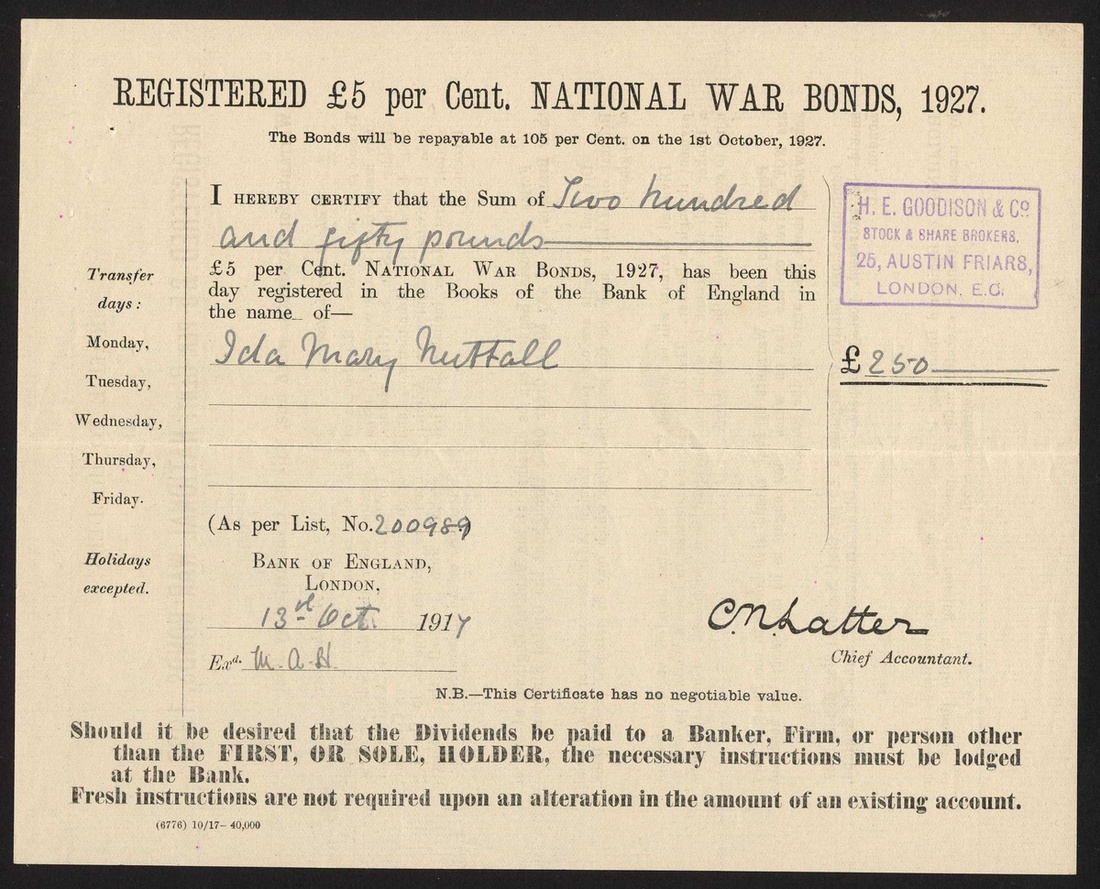 REGISTERED £5 per Cent. NATIONAL WAR BONDS, 1927.
The Bonds will be repayable at 105 per Cent. on the 1st October, 1927.
I HEREBY CERTIFY that the Sum of Two hundred
and fifty pounds
£5 per Cent. NATIONAL WAR BONDS, 1927, has been this
day registered in the Books of the Bank of England in
the name of—
Ida Mary Nuttall
H. E. GOODISON & Co.
STOCK & SHARE BROKERS,
25, AUSTIN FRIARS,
LONDON, E.C.
£250
Transfer
days:
Monday,
Tuesday,
Wednesday,
Thursday,
Friday.
Holidays
excepted.
(As per List, No. 200989)
BANK OF ENGLAND,
LONDON,
13 Oct. 1917
Exd. M.A.H.
C.N. Latter
Chief Accountant.
N.B.—This Certificate has no negotiable value.
Should it be desired that the Dividends be paid to a Banker, Firm, or person other
than the FIRST, OR SOLE, HOLDER, the necessary instructions must be lodged
at the Bank.
Fresh instructions are not required upon an alteration in the amount of an existing account.
(6776) 10/17– 40,000